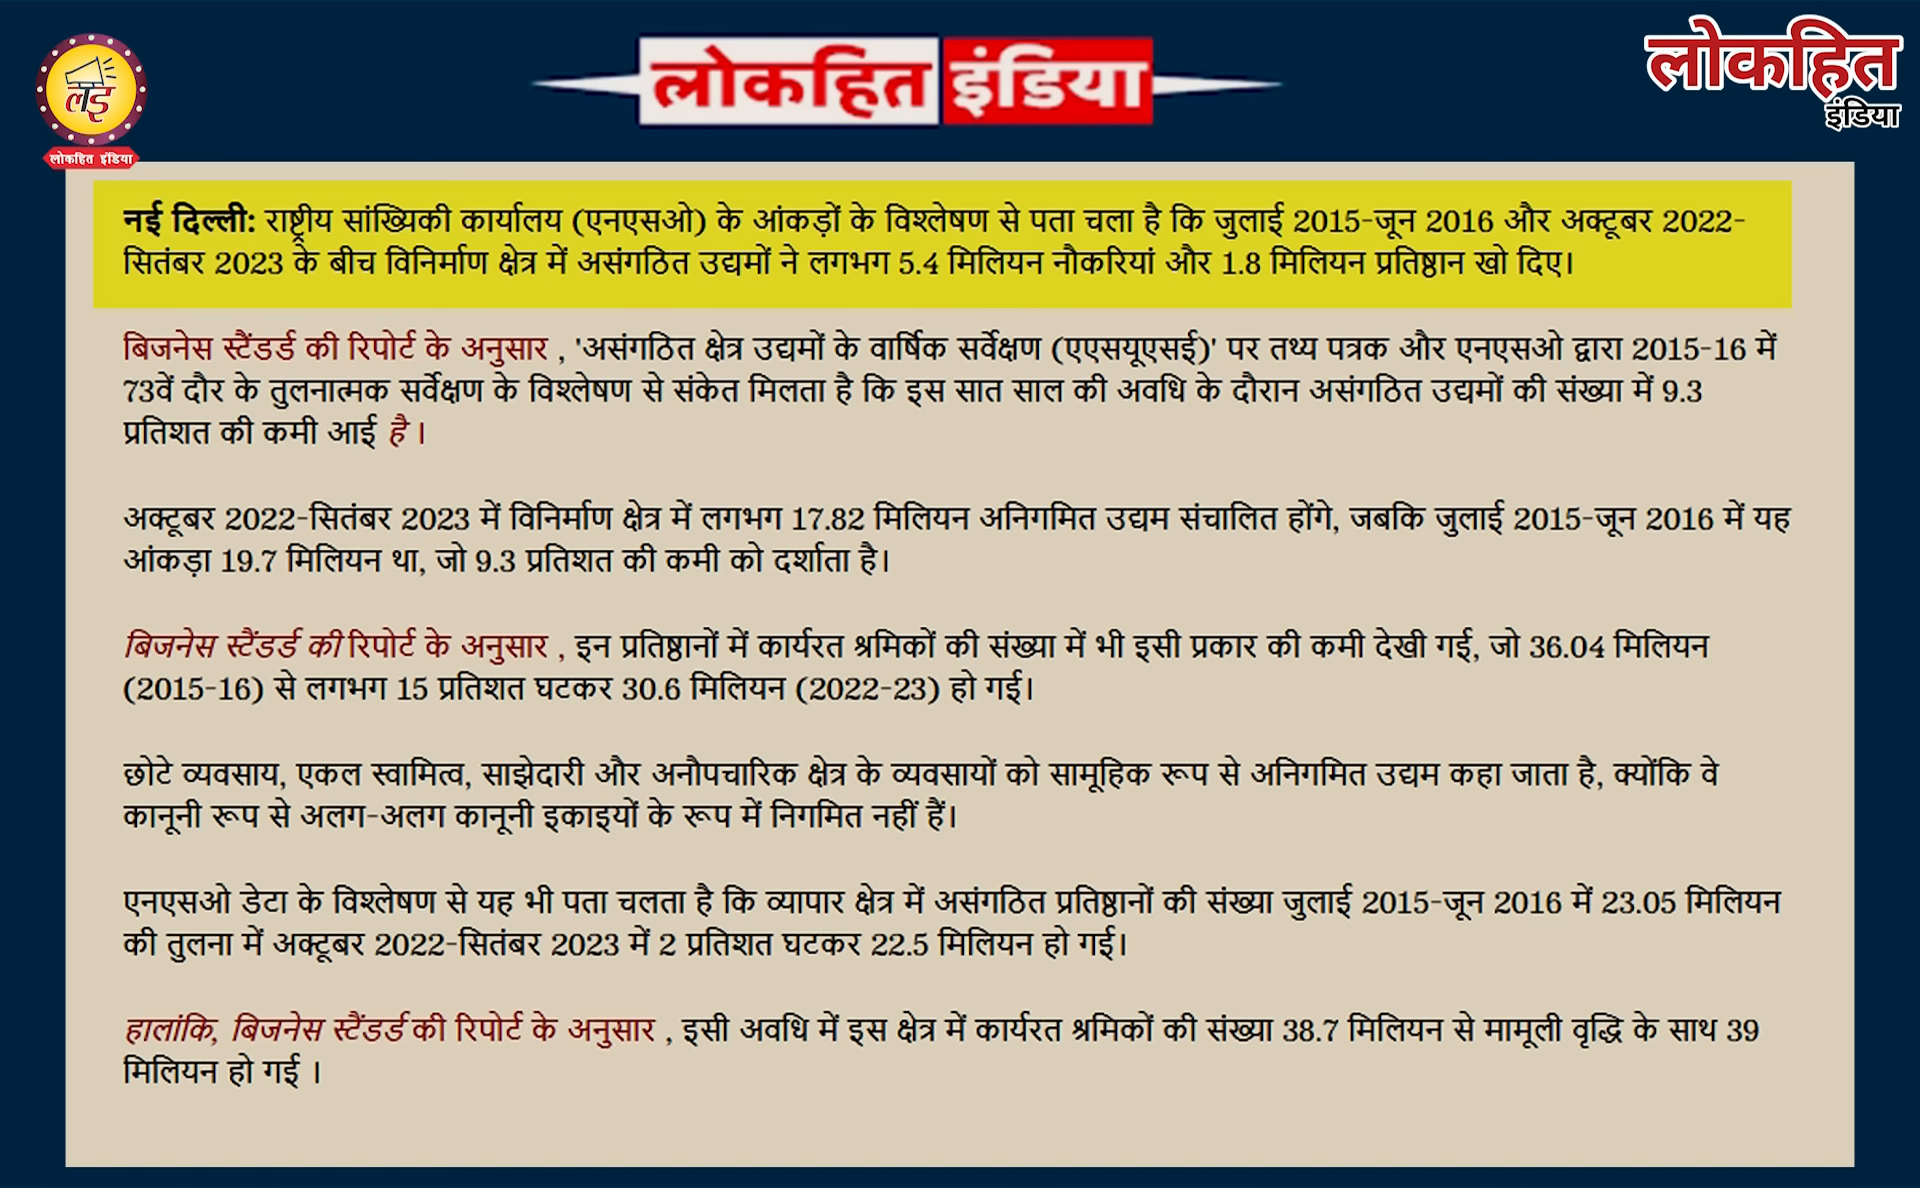 लोकहित इंडिया
लोकहित
इंडिया
लइ
लोकहित इंडिया
नई दिल्ली: राष्ट्रीय सांख्यिकी कार्यालय (एनएसओ) के आंकड़ों के विश्लेषण से पता चला है कि जुलाई 2015-जून 2016 और अक्टूबर 2022-
सितंबर 2023 के बीच विनिर्माण क्षेत्र में असंगठित उद्यमों ने लगभग 5.4 मिलियन नौकरियां और 1.8 मिलियन प्रतिष्ठान खो दिए।
बिजनेस स्टैंडर्ड की रिपोर्ट के अनुसार , 'असंगठित क्षेत्र उद्यमों के वार्षिक सर्वेक्षण (एएसयूएसई)' पर तथ्य पत्रक और एनएसओ द्वारा 2015-16 में
73वें दौर के तुलनात्मक सर्वेक्षण के विश्लेषण से संकेत मिलता है कि इस सात साल की अवधि के दौरान असंगठित उद्यमों की संख्या में 9.3
प्रतिशत की कमी आई है ।
अक्टूबर 2022-सितंबर 2023 में विनिर्माण क्षेत्र में लगभग 17.82 मिलियन अनिगमित उद्यम संचालित होंगे, जबकि जुलाई 2015-जून 2016 में यह
आंकड़ा 19.7 मिलियन था, जो 9.3 प्रतिशत की कमी को दर्शाता है।
बिजनेस स्टैंडर्ड की रिपोर्ट के अनुसार , इन प्रतिष्ठानों में कार्यरत श्रमिकों की संख्या में भी इसी प्रकार की कमी देखी गई, जो 36.04 मिलियन
(2015-16) से लगभग 15 प्रतिशत घटकर 30.6 मिलियन (2022-23) हो गई।
छोटे व्यवसाय, एकल स्वामित्व, साझेदारी और अनौपचारिक क्षेत्र के व्यवसायों को सामूहिक रूप से अनिगमित उद्यम कहा जाता है, क्योंकि वे
कानूनी रूप से अलग-अलग कानूनी इकाइयों के रूप में निगमित नहीं हैं।
एनएसओ डेटा के विश्लेषण से यह भी पता चलता है कि व्यापार क्षेत्र में असंगठित प्रतिष्ठानों की संख्या जुलाई 2015-जून 2016 में 23.05 मिलियन
की तुलना में अक्टूबर 2022-सितंबर 2023 में 2 प्रतिशत घटकर 22.5 मिलियन हो गई।
हालांकि, बिजनेस स्टैंडर्ड की रिपोर्ट के अनुसार , इसी अवधि में इस क्षेत्र में कार्यरत श्रमिकों की संख्या 38.7 मिलियन से मामूली वृद्धि के साथ 39
मिलियन हो गई ।